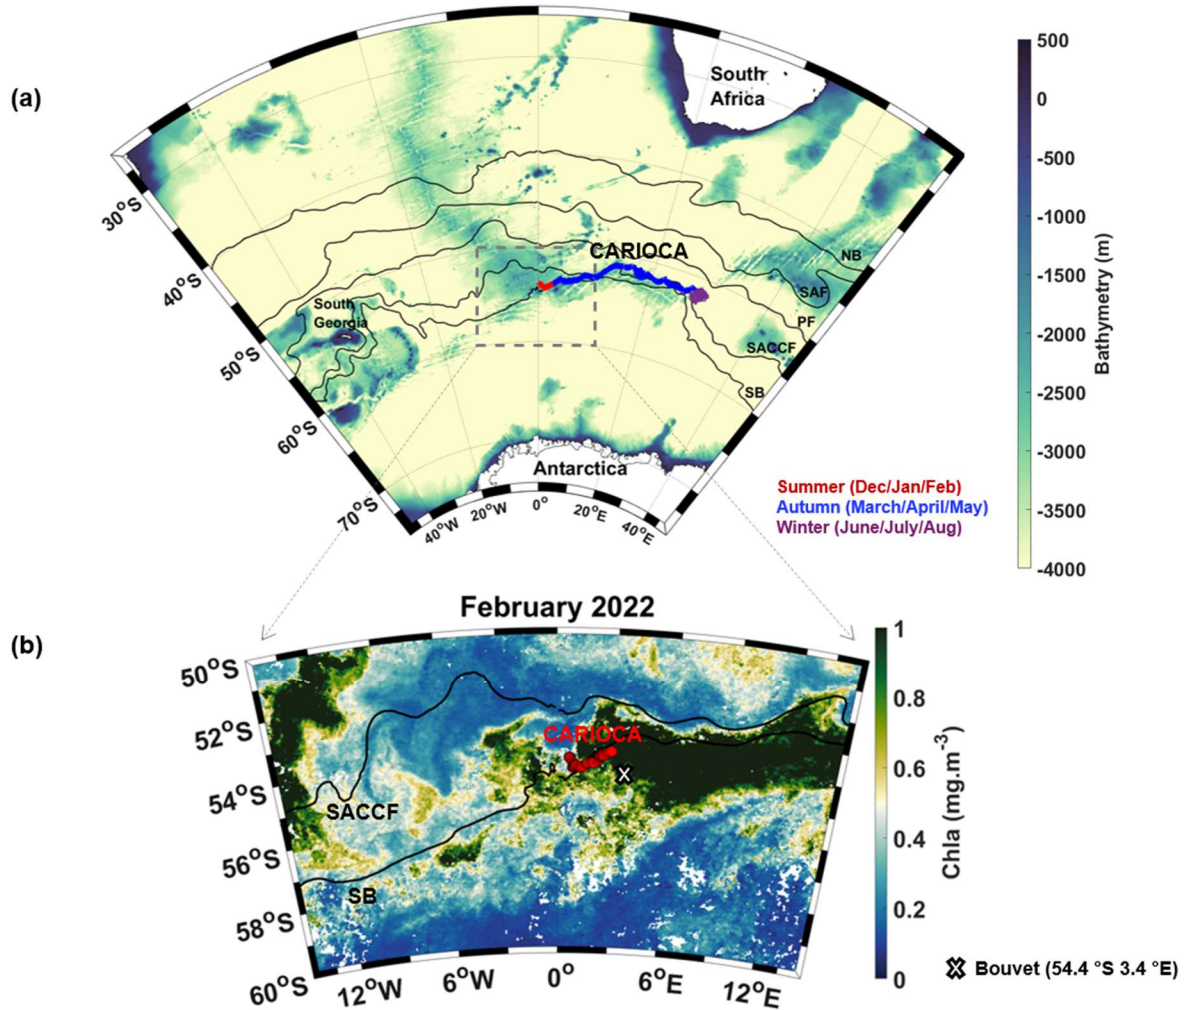 (a)
South
Africa
30°S
40°S
50°S
60°S
70°S
CARIOCA
South
Georgia
NB
SAF
PF
SACCF
SB
Antarctica
40°W
20°W
0°
20°E
40°E
500
0
-500
-1000
-1500
-2000
-2500
-3000
-3500
-4000
Bathymetry (m)
Summer (Dec/Jan/Feb)
Autumn (March/April/May)
Winter (June/July/Aug)
(b)
February 2022
50°S
52°S
54°S
56°S
58°S
60°S
CARIOCA
SACCF
SB
12°W
6°W
0°
6°E
12°E
1
0.8
0.6
0.4
0.2
0
Chla (mg.m⁻³)
Bouvet (54.4 °S 3.4 °E)